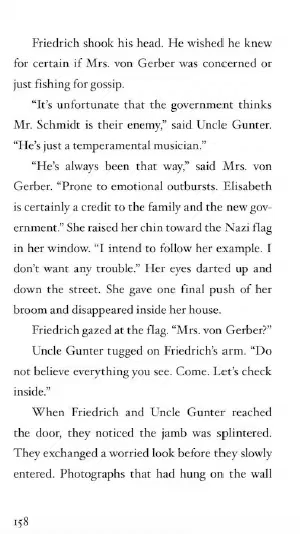 Friedrich shook his head. He wished he knew
for certain if Mrs. von Gerber was concerned or
just fishing for gossip.
“It’s unfortunate that the government thinks
Mr. Schmidt is their enemy,” said Uncle Gunter.
“He’s just a temperamental musician.”
“He’s always been that way,” said Mrs. von
Gerber. “Prone to emotional outbursts. Elisabeth
is certainly a credit to the family and the new gov-
ernment.” She raised her chin toward the Nazi flag
in her window. “I intend to follow her example. I
don’t want any trouble.” Her eyes darted up and
down the street. She gave one final push of her
broom and disappeared inside her house.
Friedrich gazed at the flag. “Mrs. von Gerber?”
Uncle Gunter tugged on Friedrich’s arm. “Do
not believe everything you see. Come. Let’s check
inside.”
When Friedrich and Uncle Gunter reached
the door, they noticed the jamb was splintered.
They exchanged a worried look before they slowly
entered. Photographs that had hung on the wall
158